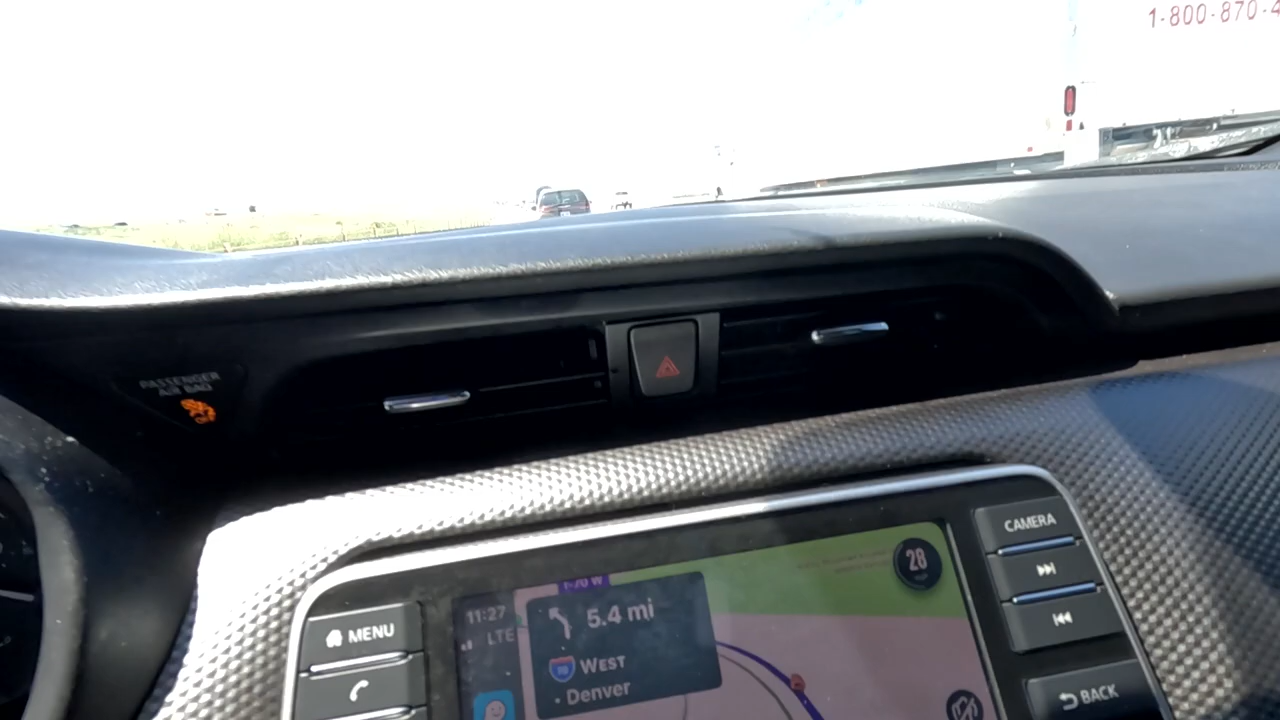 1-800-870-4
PASSENGER
AIR BAG
CAMERA
28
I-70 W
11:27
5.4 mi
MENU
LTE
WEST
Denver
BACK